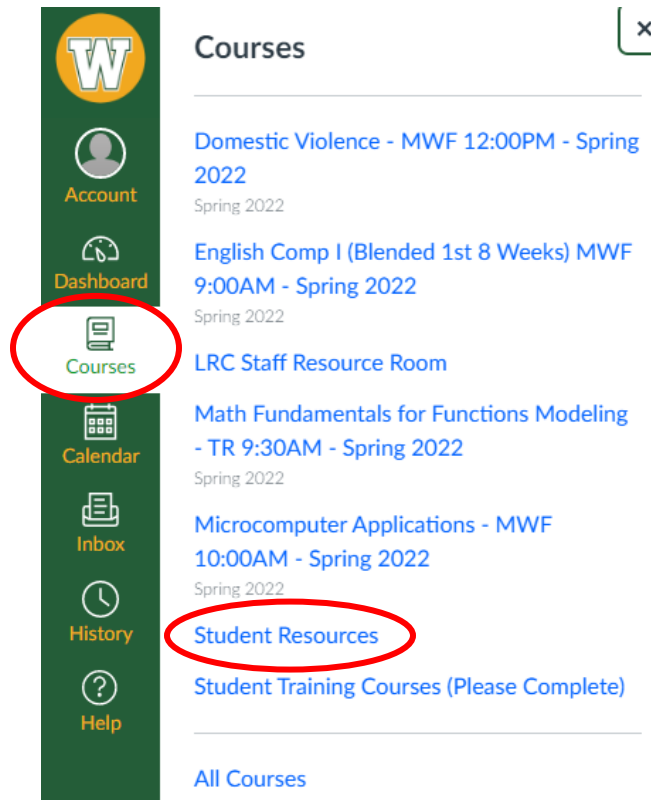 W
Account
Dashboard
Courses
Calendar
Inbox
History
Help
Courses
×
Domestic Violence - MWF 12:00PM - Spring
2022
Spring 2022
English Comp I (Blended 1st 8 Weeks) MWF
9:00AM - Spring 2022
Spring 2022
LRC Staff Resource Room
Math Fundamentals for Functions Modeling
- TR 9:30AM - Spring 2022
Spring 2022
Microcomputer Applications - MWF
10:00AM - Spring 2022
Spring 2022
Student Resources
Student Training Courses (Please Complete)
All Courses